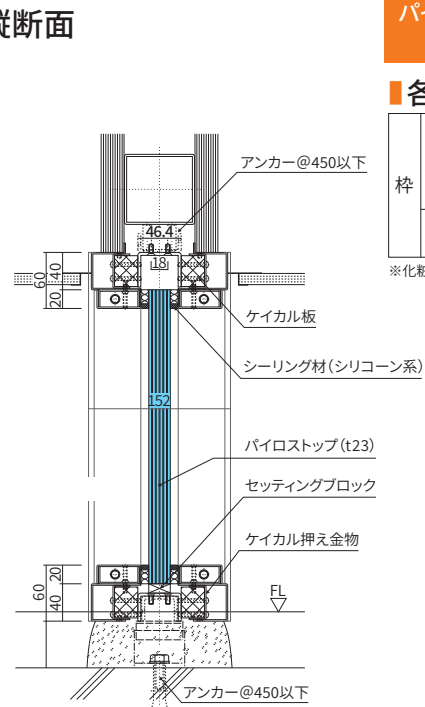 縦断面
パイ
各
枠
※化粧
アンカー@450以下
46.4
18
60
40
20
ケイカル板
シーリング材（シリコーン系）
152
パイロストップ（t23）
セッティングブロック
ケイカル押え金物
60
20
40
FL
アンカー@450以下